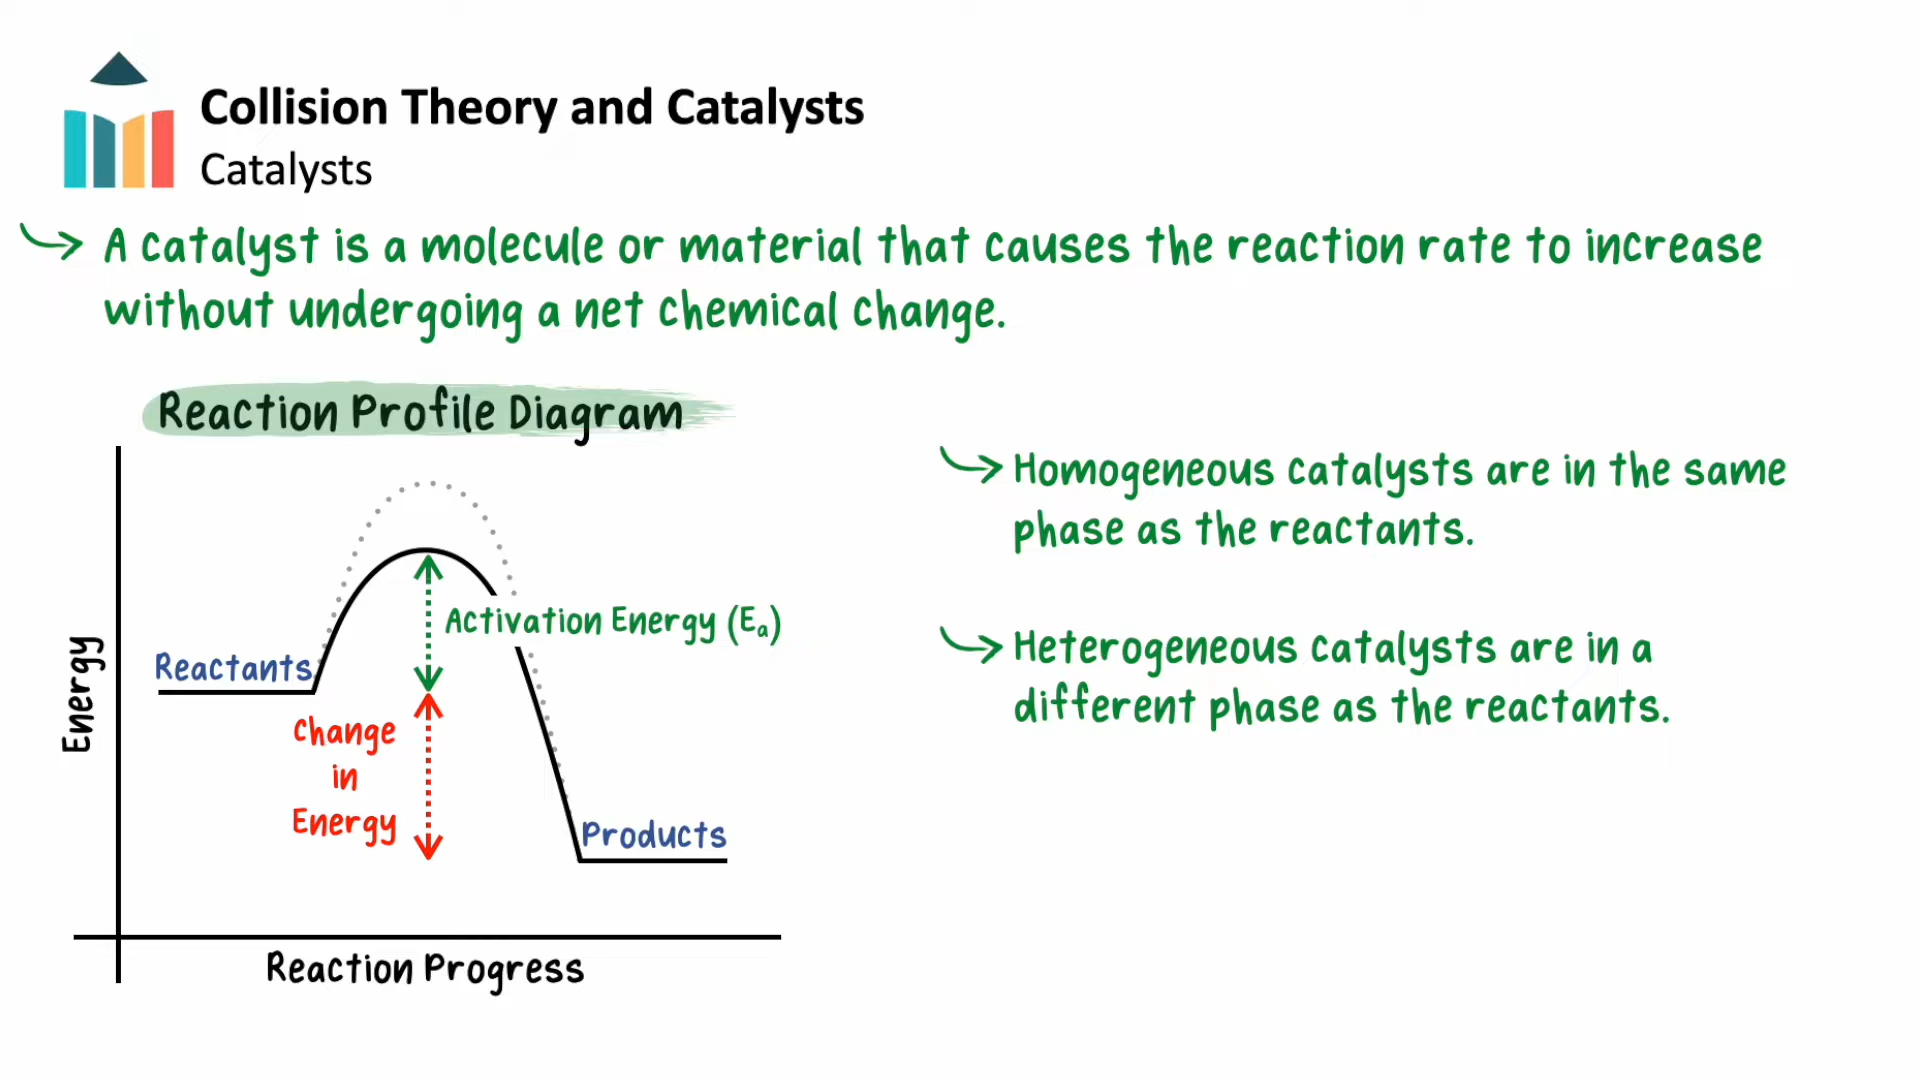 Collision Theory and Catalysts
Catalysts
A catalyst is a molecule or material that causes the reaction rate to increase
without undergoing a net chemical change.
Reaction Profile Diagram
Homogeneous catalysts are in the same
phase as the reactants.
Heterogeneous catalysts are in a
different phase as the reactants.
Energy
Reactants
Activation Energy (Eₐ)
Change
in
Energy
Products
Reaction Progress